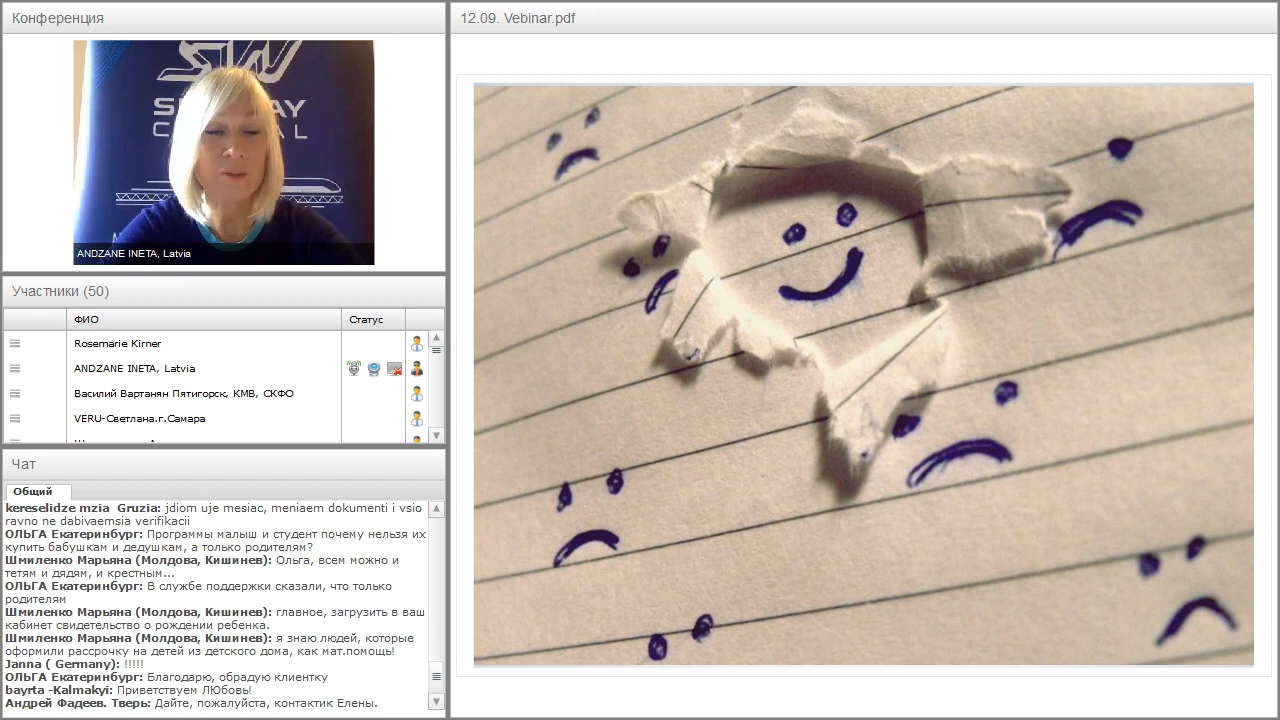 Конференция
SW
CAPITAL
ANDZANE INETA, Latvia
Участники (50)
ФИО Статус
Rosemarie Kirner
ANDZANE INETA, Latvia
Василий Вартанян Пятигорск, КМВ, СКФО
VERU-Светлана.г.Самара
Чат
Общий
kereselidze mzia Gruzia: jdiom uje mesiac, meniaem dokumenti i vsio
ravno ne dabivaemsia verifikacii
ОЛЬГА Екатеринбург: Программы малыш и студент почему нельзя их
купить бабушкам и дедушкам, а только родителям?
Шмиленко Марьяна (Молдова, Кишинев): Ольга, всем можно и
тетям и дядям, и крестным...
ОЛЬГА Екатеринбург: В службе поддержки сказали, что только
родителям
Шмиленко Марьяна (Молдова, Кишинев): главное, загрузить в ваш
кабинет свидетельство о рождении ребенка.
Шмиленко Марьяна (Молдова, Кишинев): я знаю людей, которые
оформили рассрочку на детей из детского дома, как мат.помощь!
Janna ( Germany): !!!!!
ОЛЬГА Екатеринбург: Благодарю, обрадую клиентку
bayrta -Kalmakyi: Приветствуем ЛЮбовь!
Андрей Фадеев. Тверь: Дайте, пожалуйста, контактик Елены.
12.09. Vebinar.pdf